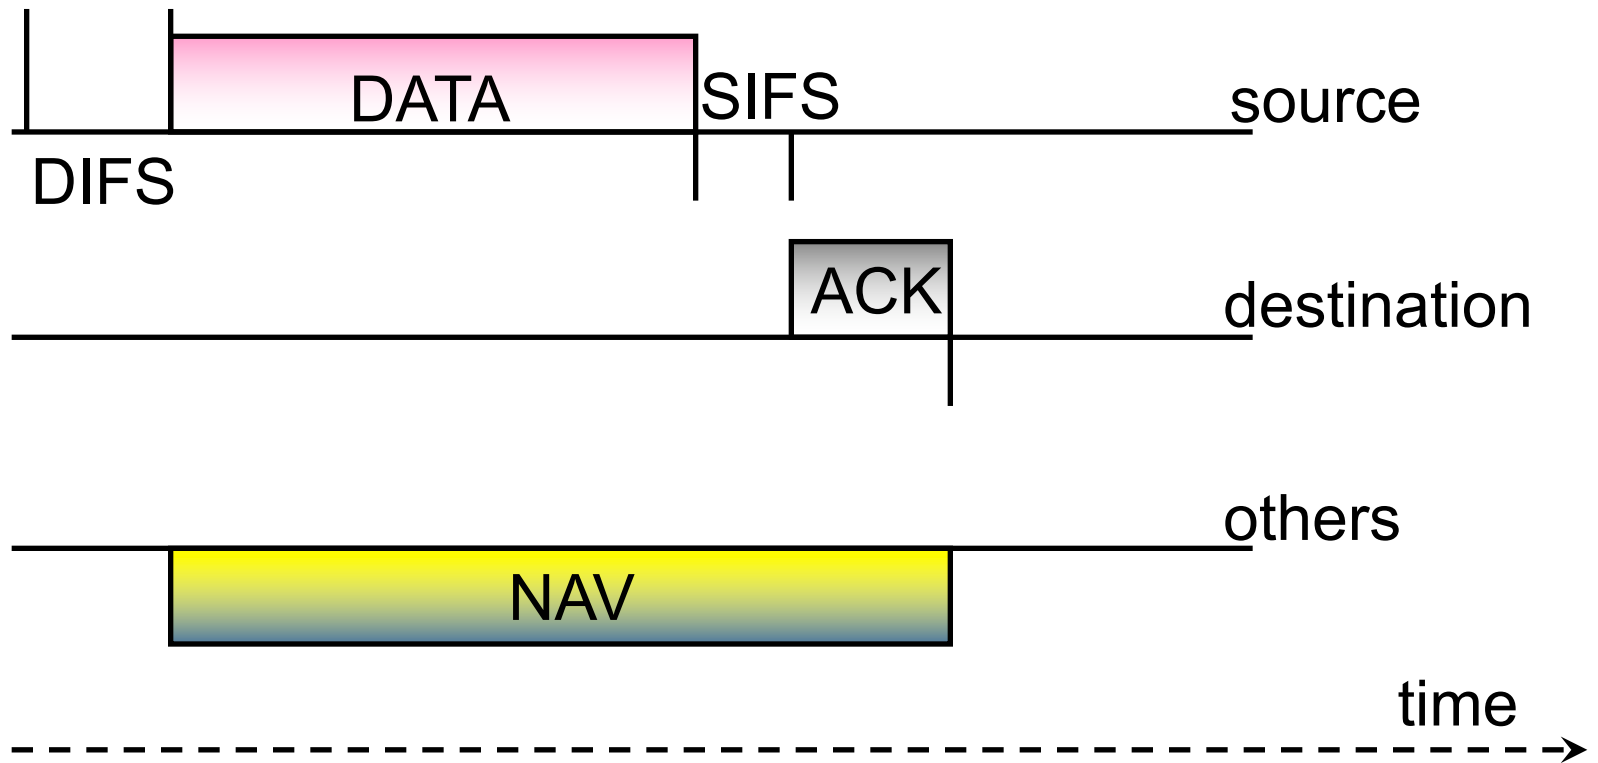 DATA
SIFS
source
DIFS
ACK
destination
others
NAV
time